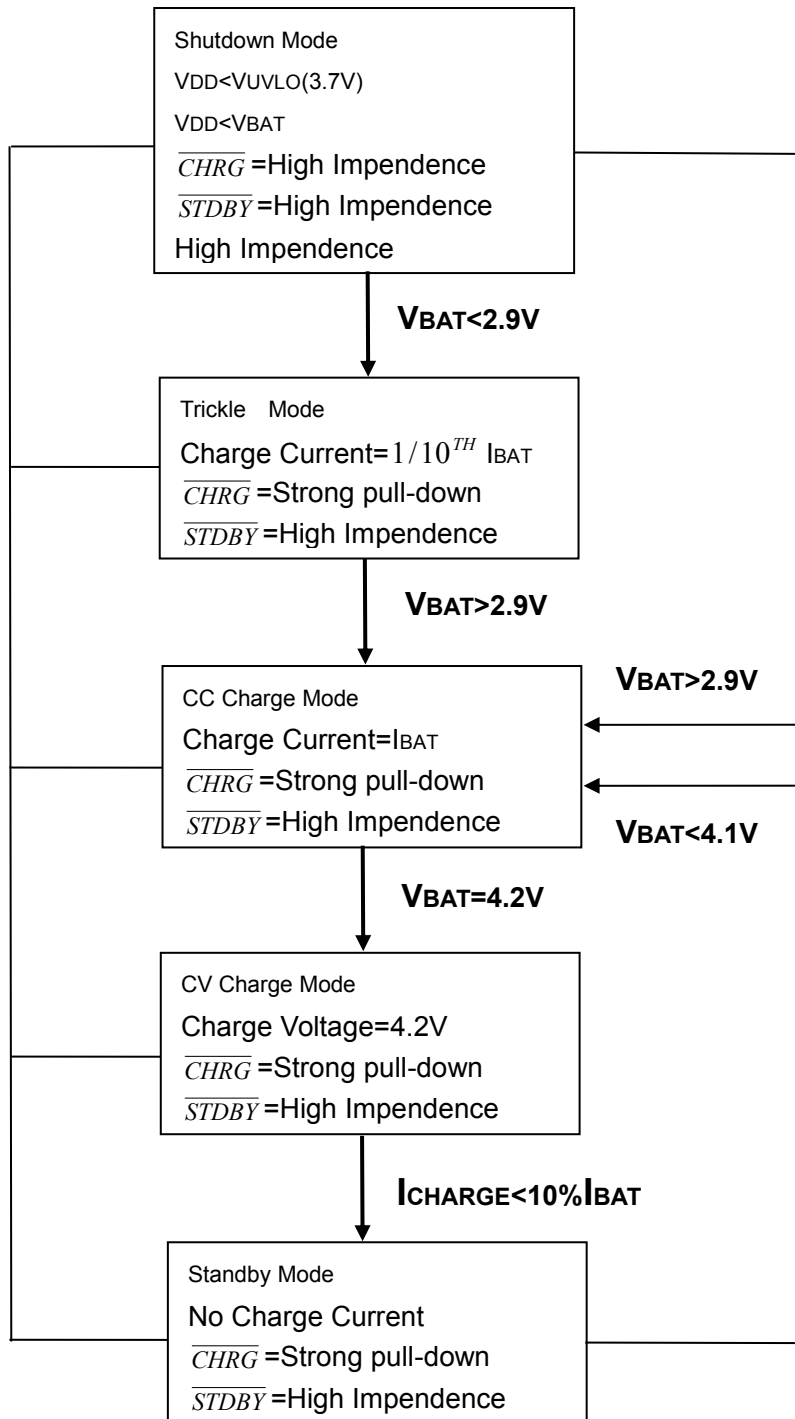 Shutdown Mode
VDD<VUVLO(3.7V)
VDD<VBAT
CHRG=High Impendence
STDBY=High Impendence
High Impendence
VBAT<2.9V
Trickle Mode
Charge Current=1/10TH IBAT
CHRG=Strong pull-down
STDBY=High Impendence
VBAT>2.9V
VBAT>2.9V
CC Charge Mode
Charge Current=IBAT
CHRG=Strong pull-down
STDBY=High Impendence
VBAT<4.1V
VBAT=4.2V
CV Charge Mode
Charge Voltage=4.2V
CHRG=Strong pull-down
STDBY=High Impendence
ICHARGE<10%IBAT
Standby Mode
No Charge Current
CHRG=Strong pull-down
STDBY=High Impendence